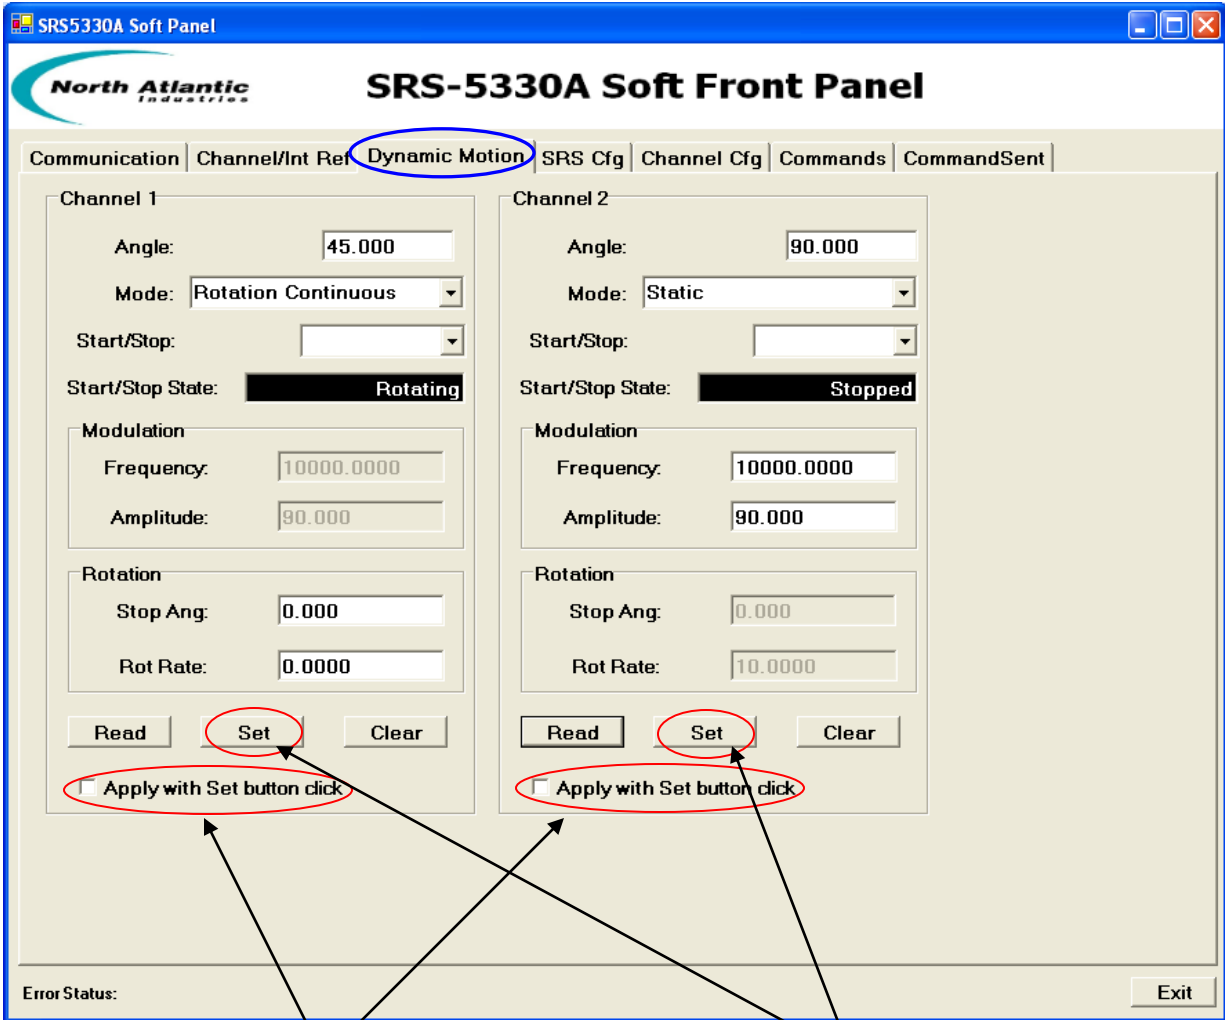 SRS5330A Soft Panel
North Atlantic
Industries
SRS-5330A Soft Front Panel
Communication
Channel/Int Ref
Dynamic Motion
SRS Cfg
Channel Cfg
Commands
CommandSent
Channel 1
Angle: 45.000
Mode: Rotation Continuous
Start/Stop:
Start/Stop State: Rotating
Modulation
Frequency: 10000.0000
Amplitude: 90.000
Rotation
Stop Ang: 0.000
Rot Rate: 0.0000
Read Set Clear
Apply with Set button click
Channel 2
Angle: 90.000
Mode: Static
Start/Stop:
Start/Stop State: Stopped
Modulation
Frequency: 10000.0000
Amplitude: 90.000
Rotation
Stop Ang: 0.000
Rot Rate: 10.0000
Read Set Clear
Apply with Set button click
Error Status:
Exit